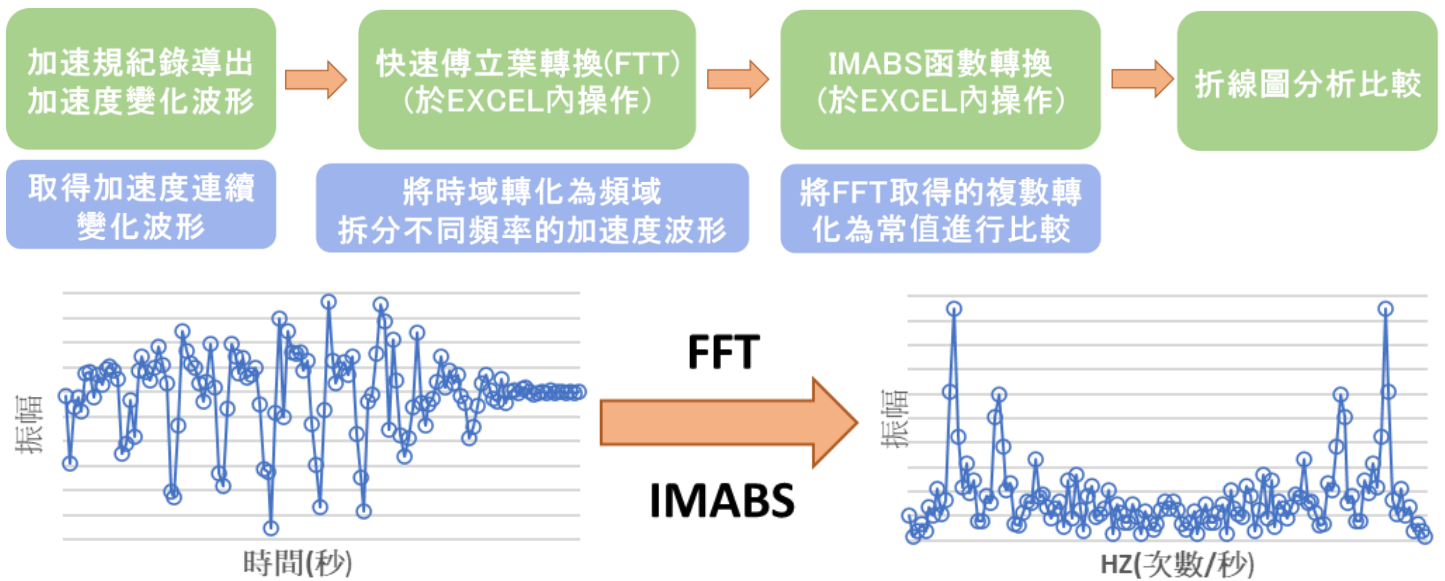 加速規紀錄導出
加速度變化波形
快速傅立葉轉換(FTT)
(於EXCEL內操作)
IMABS函數轉換
(於EXCEL內操作)
折線圖分析比較
取得加速度連續
變化波形
將時域轉化為頻域
拆分不同頻率的加速度波形
將FFT取得的複數轉
化為常值進行比較
振幅
時間(秒)
FFT
IMABS
振幅
HZ(次數/秒)